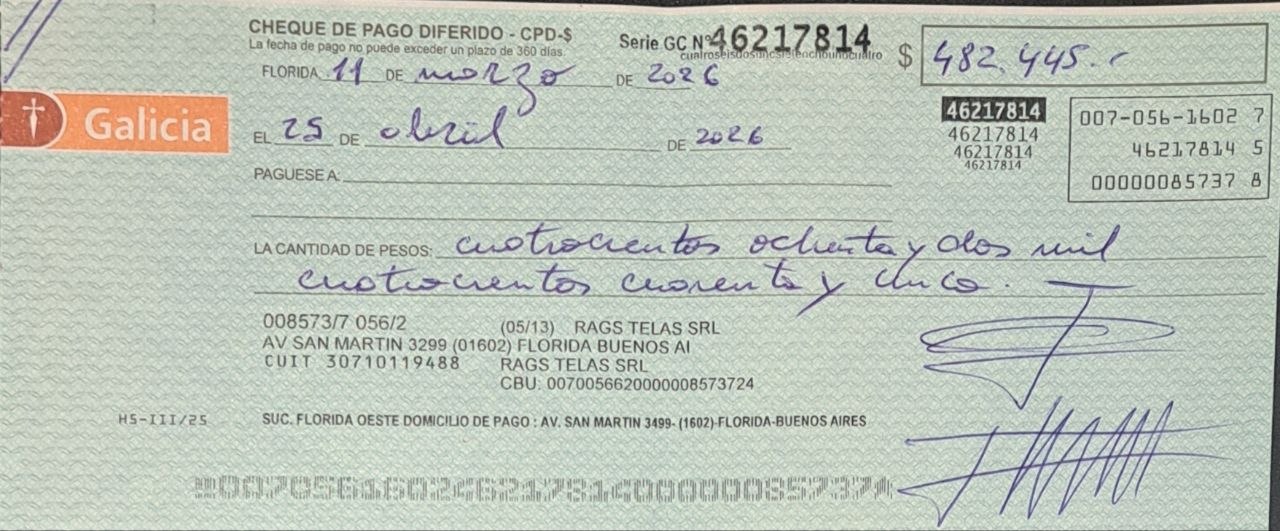 CHEQUE DE PAGO DIFERIDO - CPD-$
La fecha de pago no puede exceder un plazo de 360 días.
Serie GC Nº 46217814
cuatroseisdosunosieteochounocuatro
$ 482.445.-
FLORIDA 11 DE marzo DE 2026
Galicia
EL 25 DE abril DE 2026
46217814
46217814
46217814
46217814
007-056-1602 7
46217814 5
00000085737 8
PAGUESE A:
LA CANTIDAD DE PESOS: cuatrocientos ochenta y dos mil
cuatrocientos cuarenta y cinco.
008573/7 056/2 (05/13) RAGS TELAS SRL
AV SAN MARTIN 3299 (01602) FLORIDA BUENOS AI
CUIT 30710119488 RAGS TELAS SRL
CBU: 0070056620000008573724
HS-III/25
SUC. FLORIDA OESTE DOMICILIO DE PAGO : AV. SAN MARTIN 3499- (1602)-FLORIDA-BUENOS AIRES